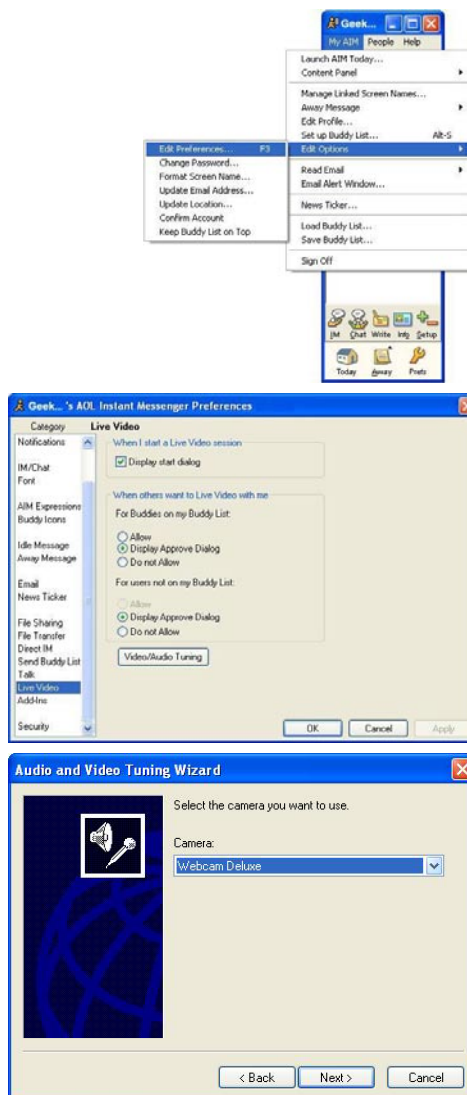 Geek...
My AIM People Help
Launch AIM Today...
Content Panel
Manage Linked Screen Names...
Away Message
Edit Profile...
Set up Buddy List... Alt-S
Edit Options
Edit Preferences... F3
Change Password...
Format Screen Name...
Update Email Address...
Update Location...
Confirm Account
Keep Buddy List on Top
Read Email
Email Alert Window...
News Ticker...
Load Buddy List...
Save Buddy List...
Sign Off
IM Chat Write Info Setup
Today Away Prefs
Geek... 's AOL Instant Messenger Preferences
Category Live Video
Notifications
IM/Chat
Font
AIM Expressions
Buddy Icons
Idle Message
Away Message
Email
News Ticker
File Sharing
File Transfer
Direct IM
Send Buddy List
Talk
Live Video
Add-Ins
Security
When I start a Live Video session
Display start dialog
When others want to Live Video with me
For Buddies on my Buddy List:
Allow
Display Approve Dialog
Do not Allow
For users not on my Buddy List:
Allow
Display Approve Dialog
Do not Allow
Video/Audio Tuning
OK Cancel Apply
Audio and Video Tuning Wizard
Select the camera you want to use.
Camera:
Webcam Deluxe
< Back Next > Cancel